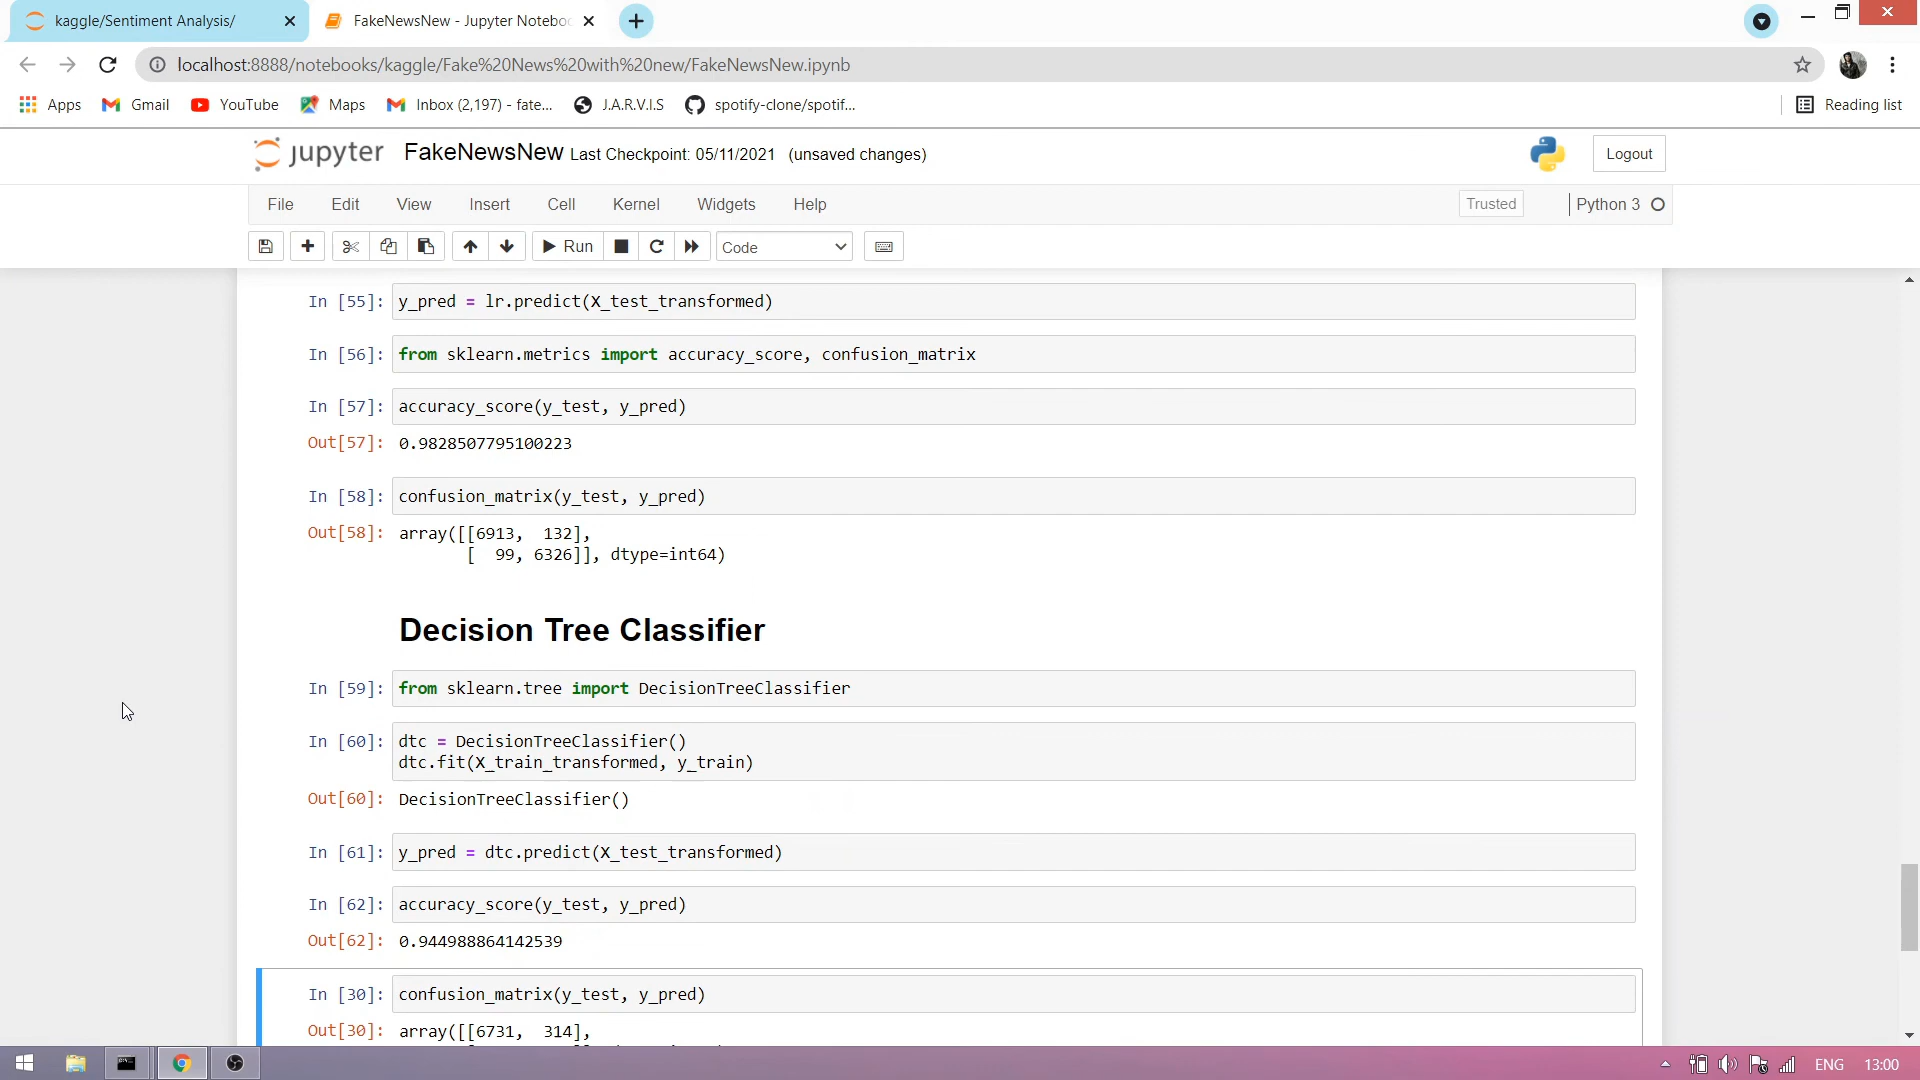 kaggle/Sentiment Analysis/
FakeNewsNew - Jupyter Noteboo
localhost:8888/notebooks/kaggle/Fake%20News%20with%20new/FakeNewsNew.ipynb
Apps Gmail YouTube Maps Inbox (2,197) - fate... J.A.R.V.I.S spotify-clone/spotif... Reading list
jupyter FakeNewsNew Last Checkpoint: 05/11/2021 (unsaved changes) Logout
File Edit View Insert Cell Kernel Widgets Help Trusted Python 3
Run Code
In [55]: y_pred = lr.predict(X_test_transformed)
In [56]: from sklearn.metrics import accuracy_score, confusion_matrix
In [57]: accuracy_score(y_test, y_pred)
Out[57]: 0.9828507795100223
In [58]: confusion_matrix(y_test, y_pred)
Out[58]: array([[6913, 132],
[ 99, 6326]], dtype=int64)
Decision Tree Classifier
In [59]: from sklearn.tree import DecisionTreeClassifier
In [60]: dtc = DecisionTreeClassifier()
dtc.fit(X_train_transformed, y_train)
Out[60]: DecisionTreeClassifier()
In [61]: y_pred = dtc.predict(X_test_transformed)
In [62]: accuracy_score(y_test, y_pred)
Out[62]: 0.944988864142539
In [30]: confusion_matrix(y_test, y_pred)
Out[30]: array([[6731, 314],
ENG 13:00